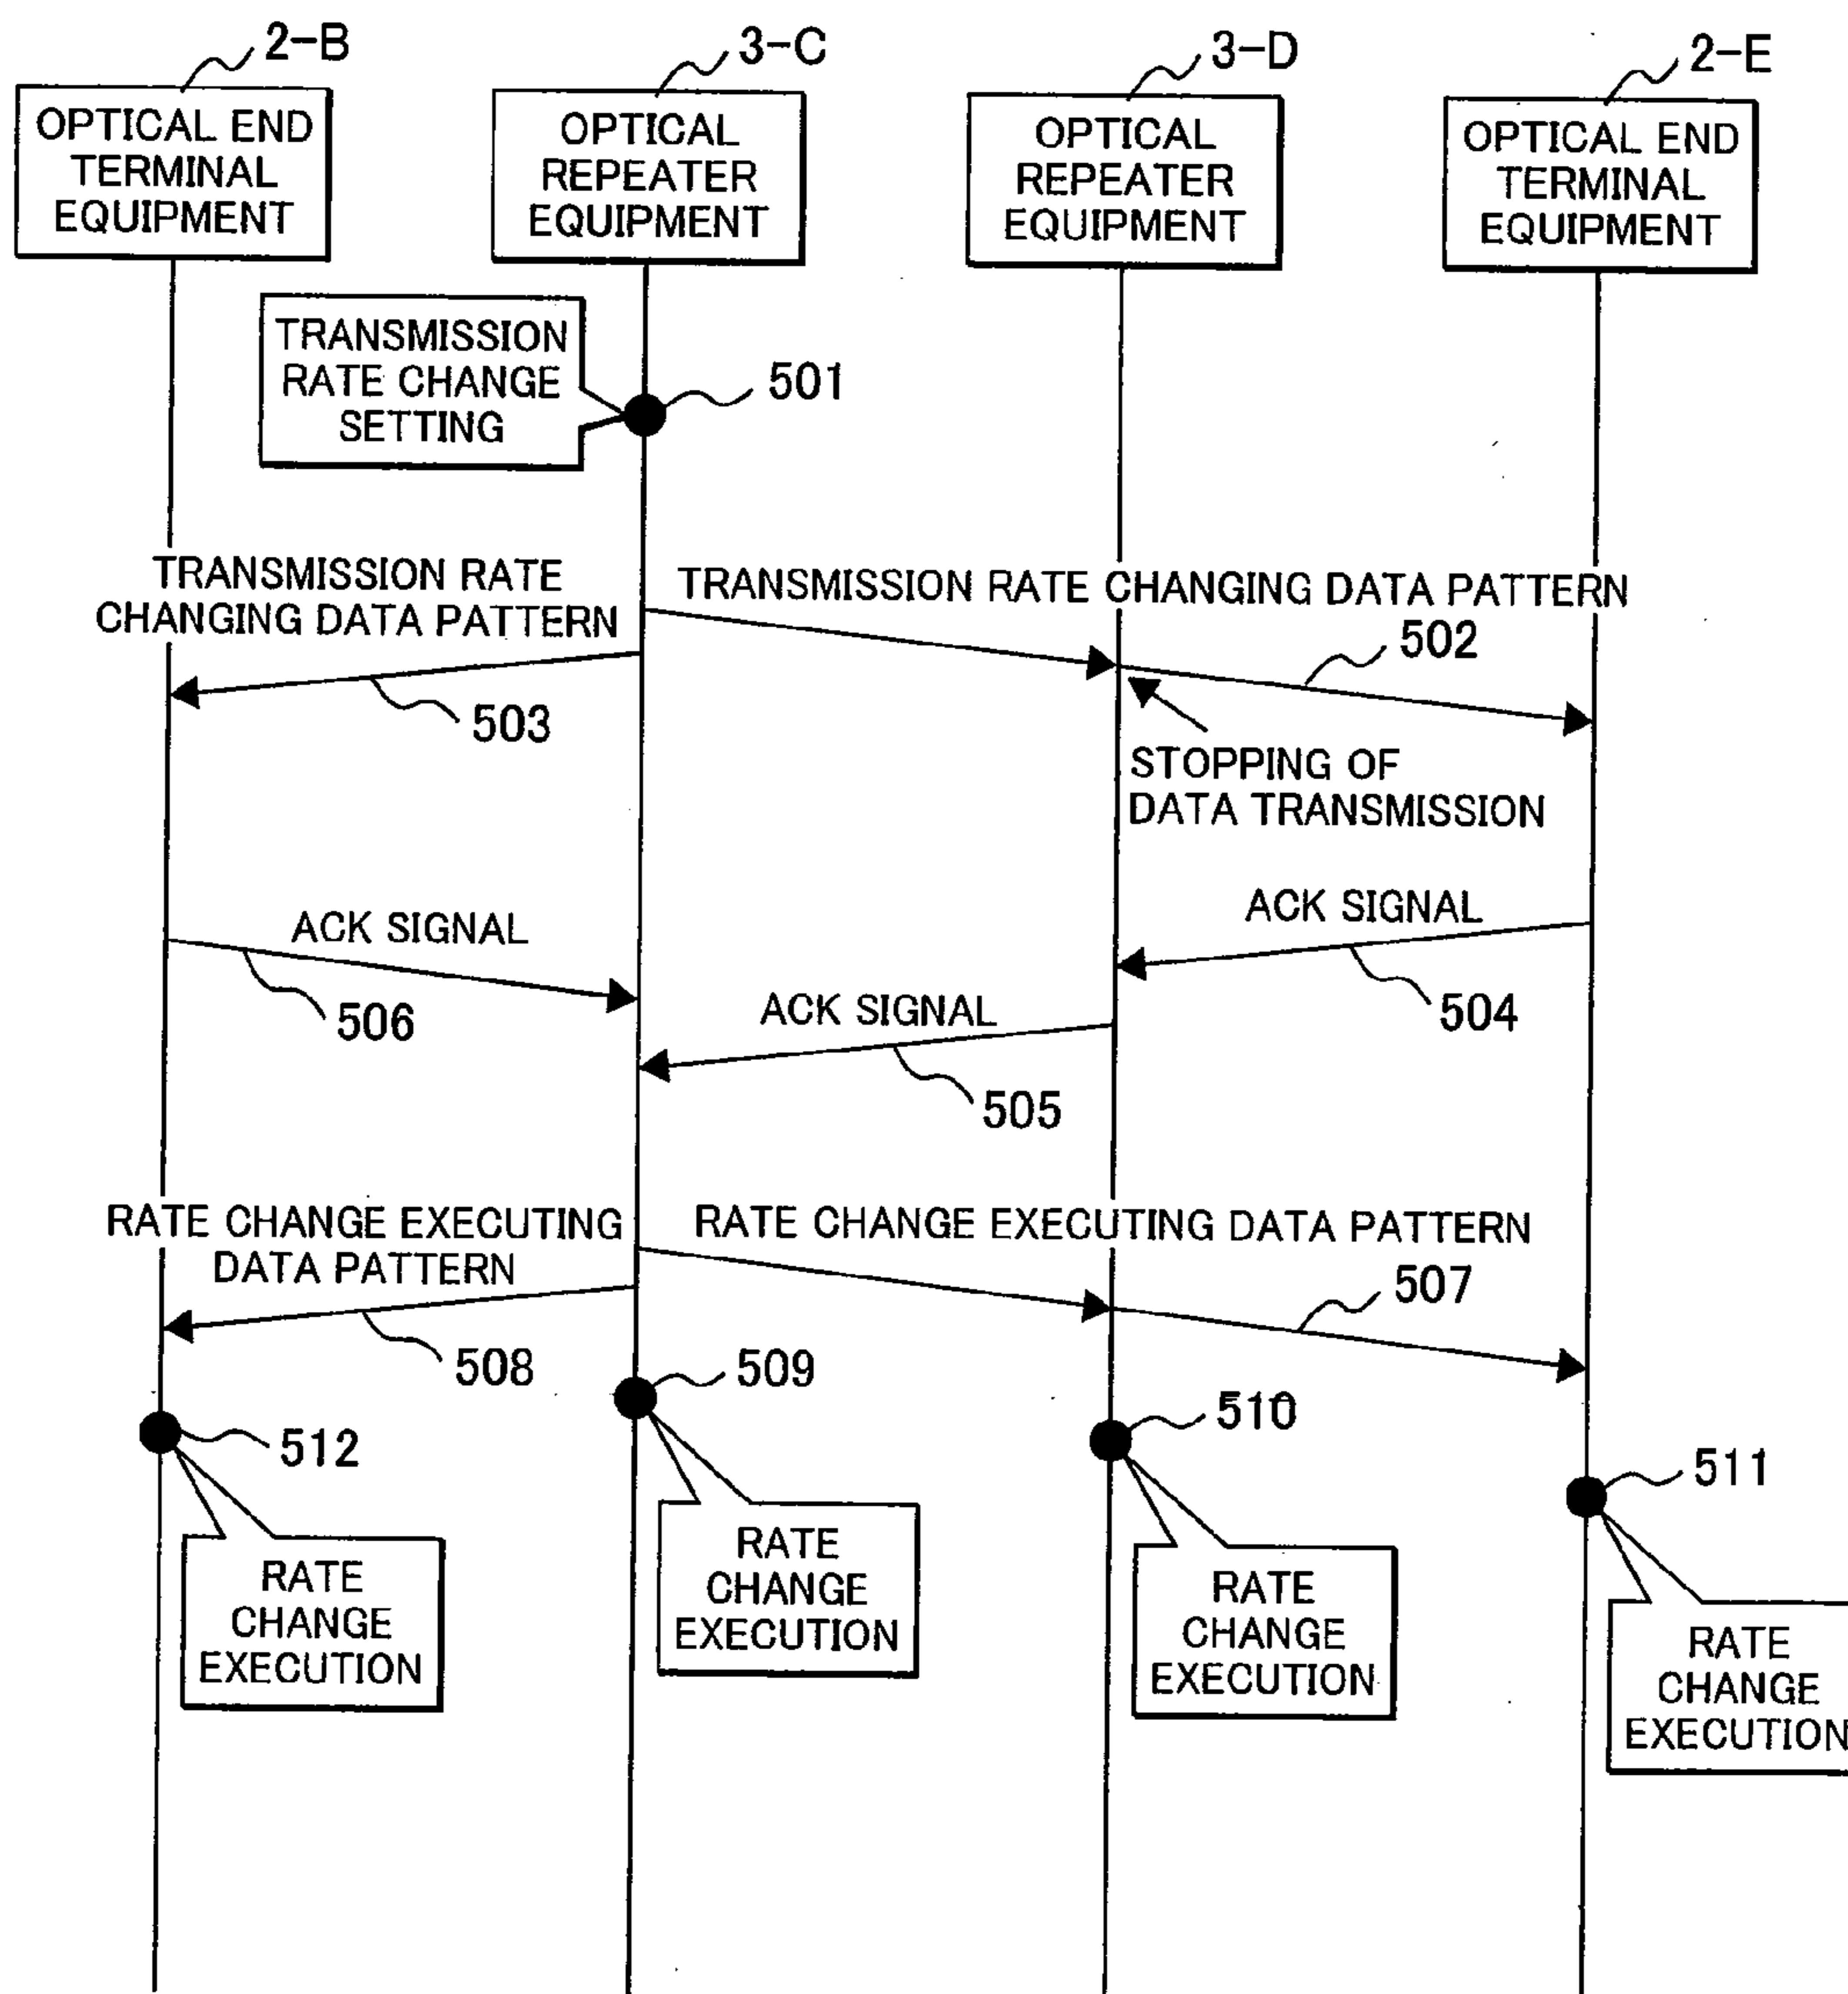 2-B
3-C
3-D
2-E
OPTICAL END
TERMINAL
EQUIPMENT
OPTICAL
REPEATER
EQUIPMENT
OPTICAL
REPEATER
EQUIPMENT
OPTICAL END
TERMINAL
EQUIPMENT
TRANSMISSION
RATE CHANGE
SETTING
501
TRANSMISSION RATE
CHANGING DATA PATTERN
TRANSMISSION RATE CHANGING DATA PATTERN
502
503
STOPPING OF
DATA TRANSMISSION
ACK SIGNAL
ACK SIGNAL
506
504
ACK SIGNAL
505
RATE CHANGE EXECUTING
DATA PATTERN
RATE CHANGE EXECUTING DATA PATTERN
507
508
509
510
512
511
RATE
CHANGE
EXECUTION
RATE
CHANGE
EXECUTION
RATE
CHANGE
EXECUTION
RATE
CHANGE
EXECUTION